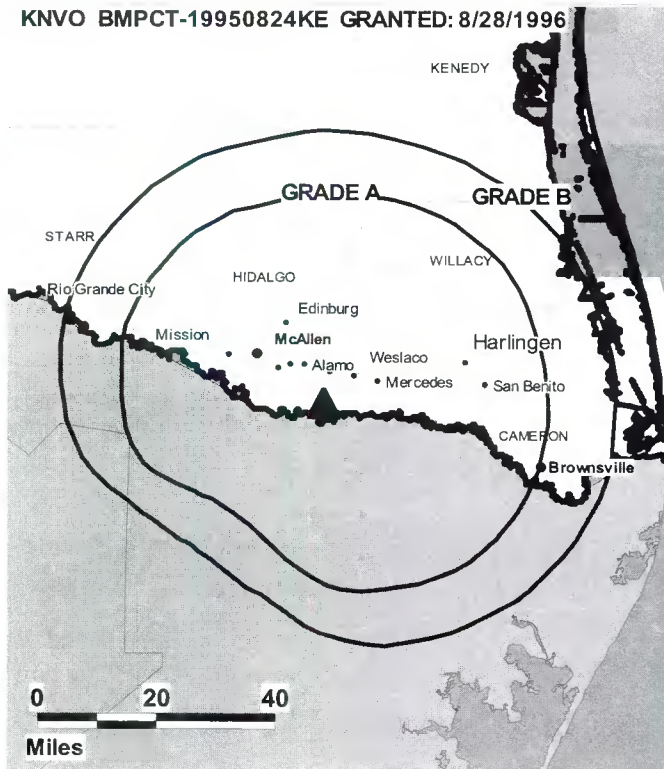 KNVO BMPCT-19950824KE GRANTED: 8/28/1996
KENEDY
GRADE A
GRADE B
STARR
WILLACY
HIDALGO
Rio Grande City
Edinburg
Mission
McAllen
Harlingen
Alamo
Weslaco
Mercedes
San Benito
CAMERON
Brownsville
0 20 40
Miles